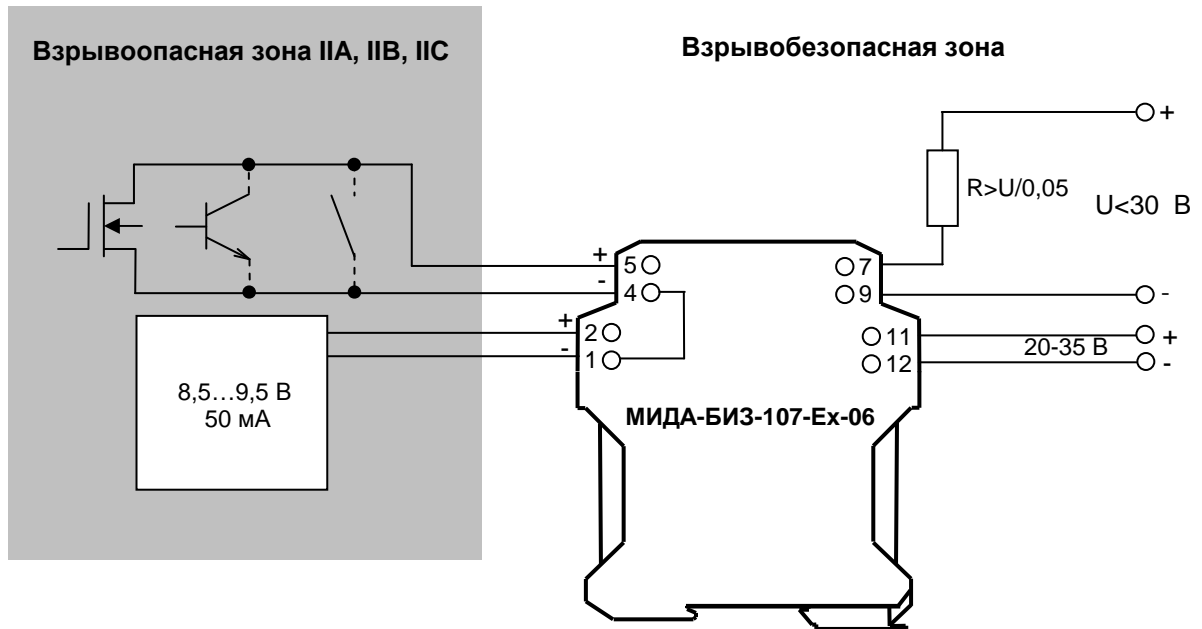 Взрывоопасная зона IIA, IIB, IIC
Взрывобезопасная зона
+
R>U/0,05
U<30 В
+
5
7
-
4
9
-
+
2
11
+
-
1
12
20-35 В
-
8,5...9,5 В
50 мА
МИДА-БИЗ-107-Ex-06